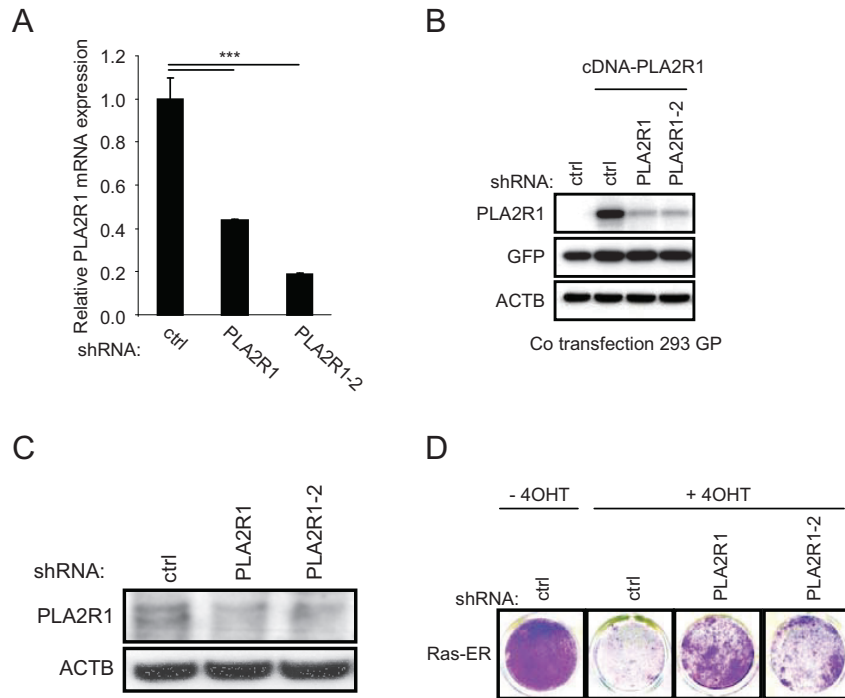 A
Relative PLA2R1 mRNA expression
1.2
1.0
0.8
0.6
0.4
0.2
0.0
***
shRNA:
ctrl
PLA2R1
PLA2R1-2
B
cDNA-PLA2R1
shRNA:
ctrl
ctrl
PLA2R1
PLA2R1-2
PLA2R1
GFP
ACTB
Co transfection 293 GP
C
shRNA:
ctrl
PLA2R1
PLA2R1-2
PLA2R1
ACTB
D
- 4OHT
+ 4OHT
shRNA:
ctrl
ctrl
PLA2R1
PLA2R1-2
Ras-ER